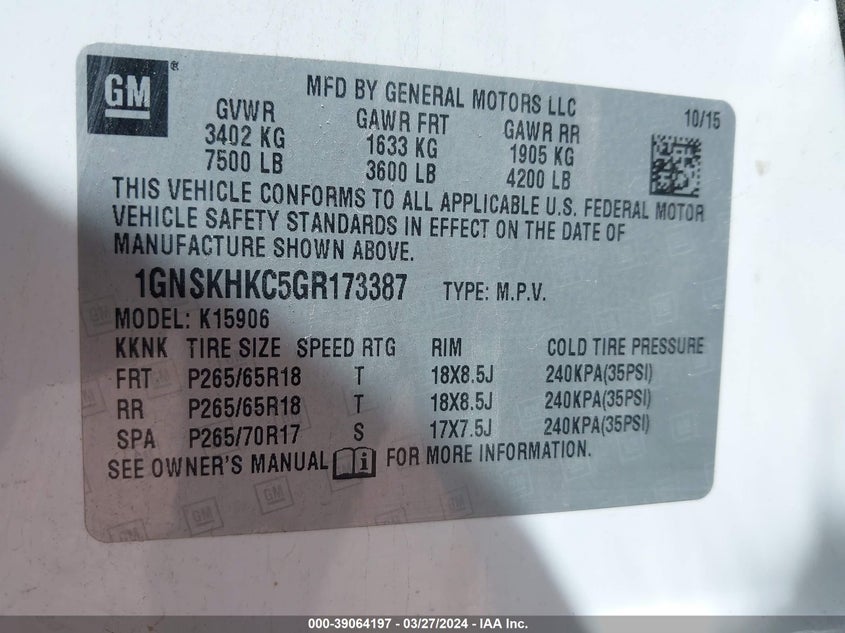 GM ®
MFD BY GENERAL MOTORS LLC
10/15
GVWR GAWR FRT GAWR RR
3402 KG 1633 KG 1905 KG
7500 LB 3600 LB 4200 LB
THIS VEHICLE CONFORMS TO ALL APPLICABLE U.S. FEDERAL MOTOR
VEHICLE SAFETY STANDARDS IN EFFECT ON THE DATE OF
MANUFACTURE SHOWN ABOVE.
1GNSKHKC5GR173387 TYPE: M.P.V.
MODEL: K15906
KKNK TIRE SIZE SPEED RTG RIM COLD TIRE PRESSURE
FRT P265/65R18 T 18X8.5J 240KPA(35PSI)
RR P265/65R18 T 18X8.5J 240KPA(35PSI)
SPA P265/70R17 S 17X7.5J 240KPA(35PSI)
SEE OWNER'S MANUAL i FOR MORE INFORMATION.
000-39064197 - 03/27/2024 - IAA Inc.